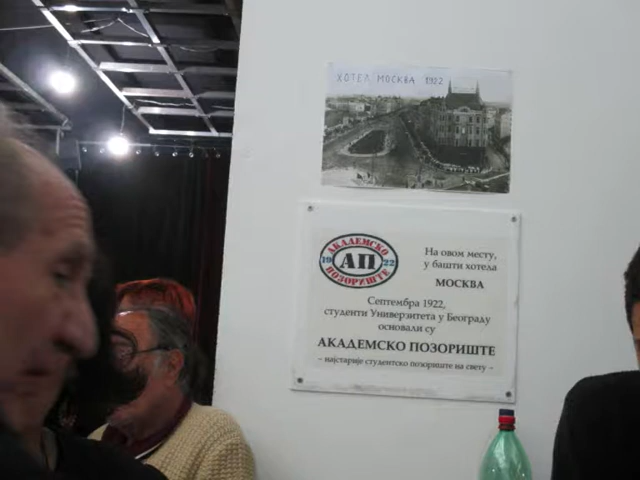 ХОТЕЛ МОСКВА 1922
АКАДЕМСКО
19 АП 22
ПОЗОРИШТЕ
На овом месту,
у башти хотела
МОСКВА
Септембра 1922,
студенти Универзитета у Београду
основали су
АКАДЕМСКО ПОЗОРИШТЕ
– најстарије студентско позориште на свету –